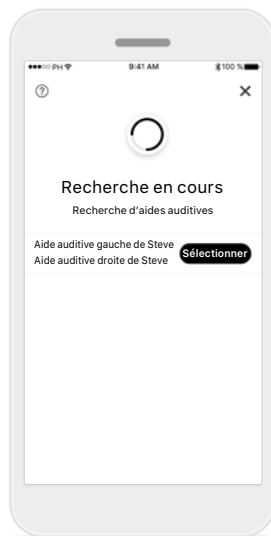 ●●●○○ PH 9:41 AM 100 %
?
Recherche en cours
Recherche d’aides auditives
Aide auditive gauche de Steve
Aide auditive droite de Steve
Sélectionner